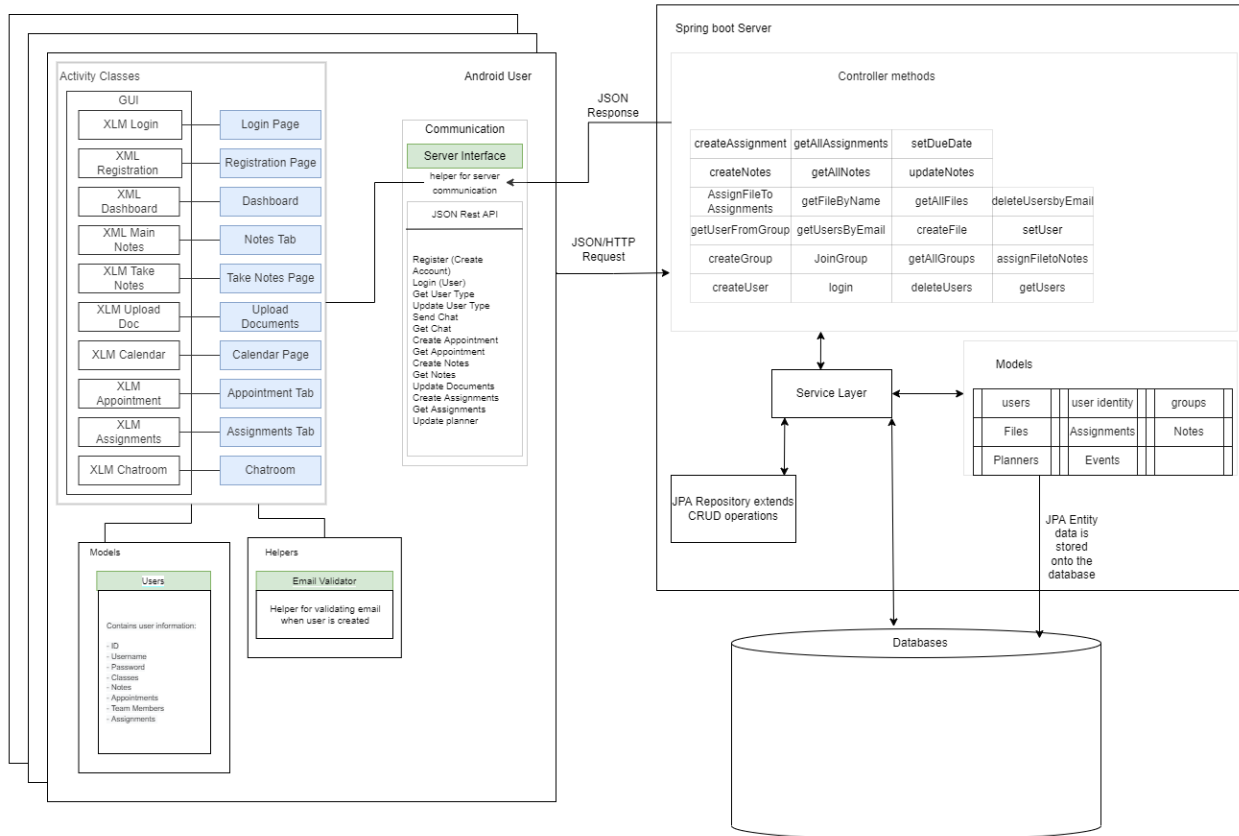 Activity Classes
Android User
GUI
XLM Login
Login Page
XML
Registration
Registration Page
XML
Dashboard
Dashboard
XML Main
Notes
Notes Tab
XLM Take
Notes
Take Notes Page
XLM Upload
Doc
Upload
Documents
XLM Calendar
Calendar Page
XLM
Appointment
Appointment Tab
XLM
Assignments
Assignments Tab
XLM Chatroom
Chatroom
Communication
Server Interface
helper for server
communication
JSON Rest API
Register (Create
Account)
Login (User)
Get User Type
Update User Type
Send Chat
Get Chat
Create Appointment
Get Appointment
Create Notes
Get Notes
Update Documents
Create Assignments
Get Assignments
Update planner
Models
Users
Contains user information:
- ID
- Username
- Password
- Classes
- Notes
- Appointments
- Team Members
- Assignments
Helpers
Email Validator
Helper for validating email
when user is created
JSON
Response
JSON/HTTP
Request
Spring boot Server
Controller methods
createAssignment getAllAssignments setDueDate
createNotes getAllNotes updateNotes
AssignFileTo
Assignments
getFileByName getAllFiles deleteUsersbyEmail
getUserFromGroup getUsersByEmail createFile setUser
createGroup JoinGroup getAllGroups assignFiletoNotes
createUser login deleteUsers getUsers
Service Layer
Models
users user identity groups
Files Assignments Notes
Planners Events
JPA Repository extends
CRUD operations
JPA Entity
data is
stored
onto the
database
Databases